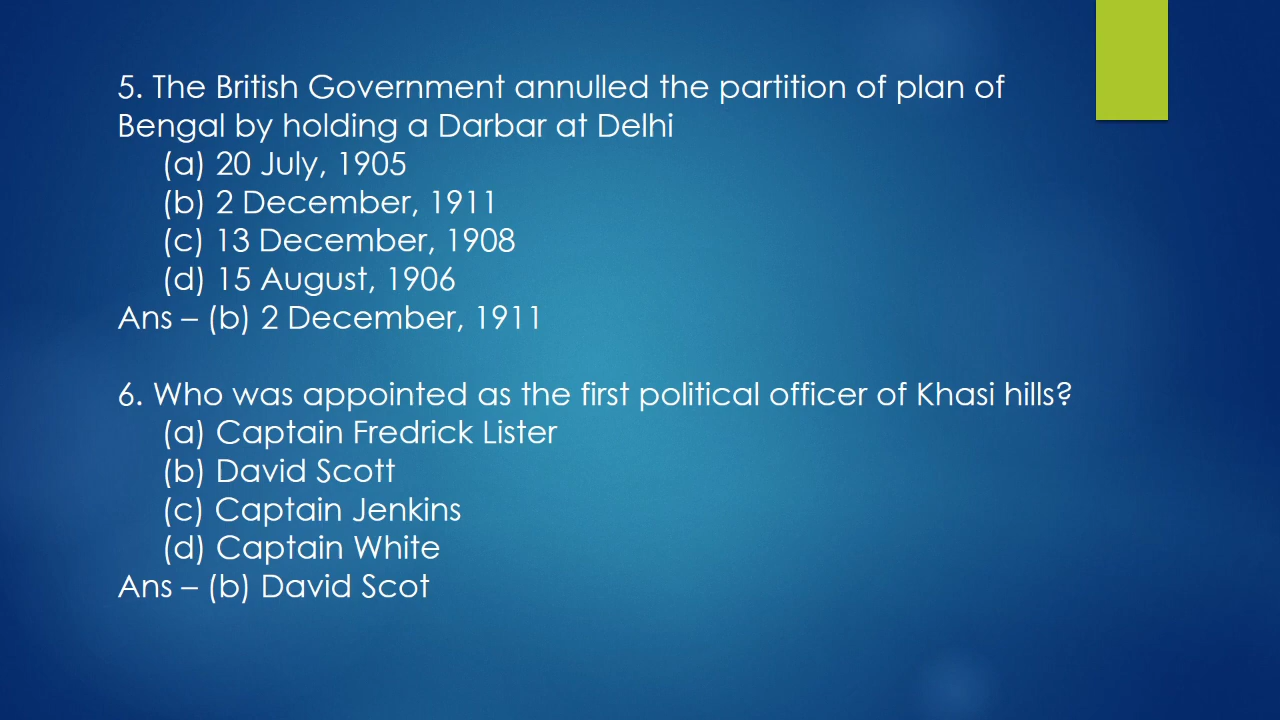 5. The British Government annulled the partition of plan of
Bengal by holding a Darbar at Delhi
(a) 20 July, 1905
(b) 2 December, 1911
(c) 13 December, 1908
(d) 15 August, 1906
Ans – (b) 2 December, 1911
6. Who was appointed as the first political officer of Khasi hills?
(a) Captain Fredrick Lister
(b) David Scott
(c) Captain Jenkins
(d) Captain White
Ans – (b) David Scot